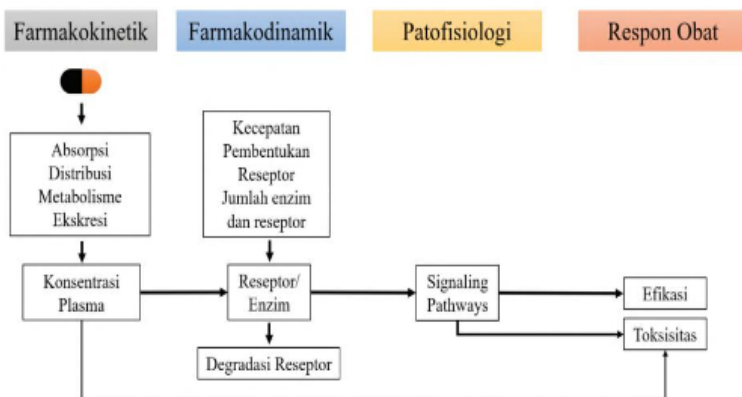 Farmakokinetik
Farmakodinamik
Patofisiologi
Respon Obat
Absorpsi
Distribusi
Metabolisme
Ekskresi
Kecepatan
Pembentukan
Reseptor
Jumlah enzim
dan reseptor
Konsentrasi
Plasma
Reseptor/
Enzim
Signaling
Pathways
Efikasi
Toksisitas
Degradasi Reseptor